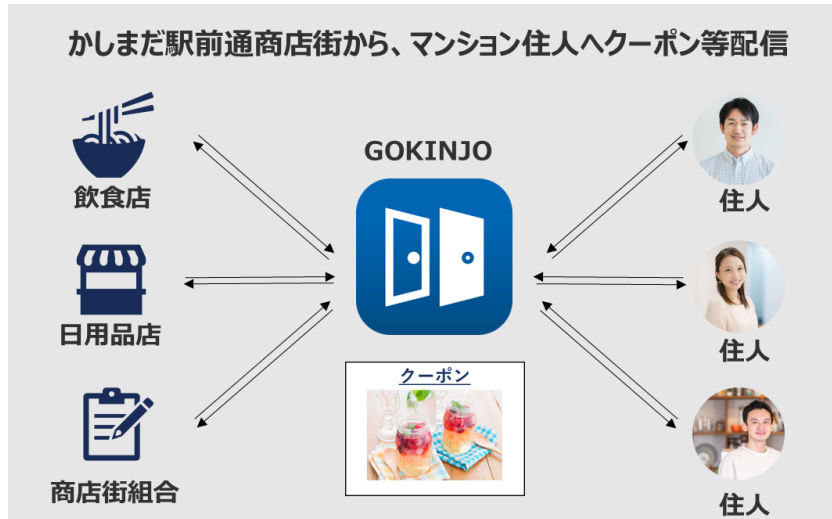 かしまだ駅前通商店街から、マンション住人へクーポン等配信
GOKINJO
飲食店
住人
日用品店
住人
クーポン
商店街組合
住人